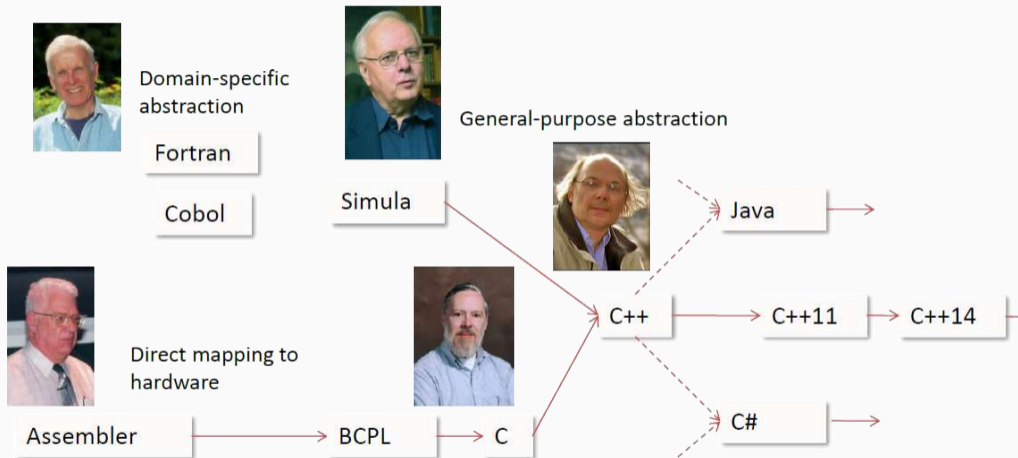 Domain-specific
abstraction
General-purpose abstraction
Fortran
Cobol
Simula
Java
C++
C++11
C++14
Direct mapping to
hardware
Assembler
BCPL
C
C#